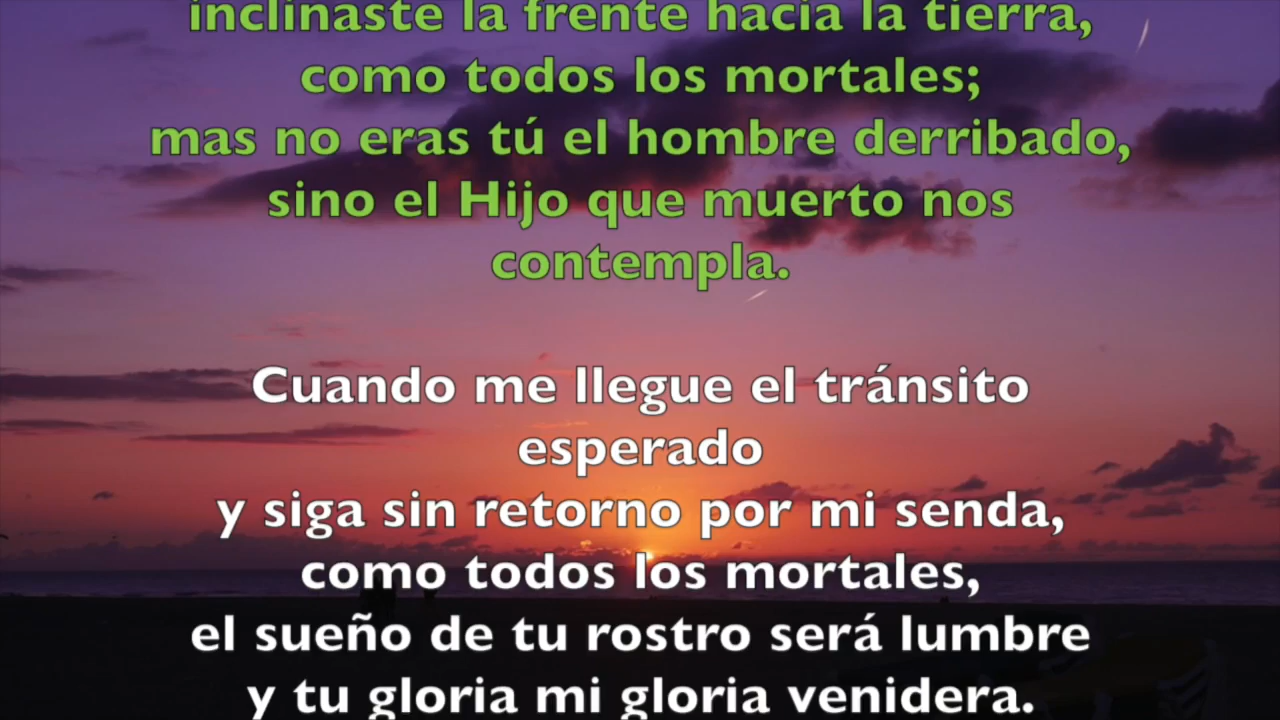 inclinaste la frente hacia la tierra,
como todos los mortales;
mas no eras tú el hombre derribado,
sino el Hijo que muerto nos
contempla.
Cuando me llegue el tránsito
esperado
y siga sin retorno por mi senda,
como todos los mortales,
el sueño de tu rostro será lumbre
y tu gloria mi gloria venidera.